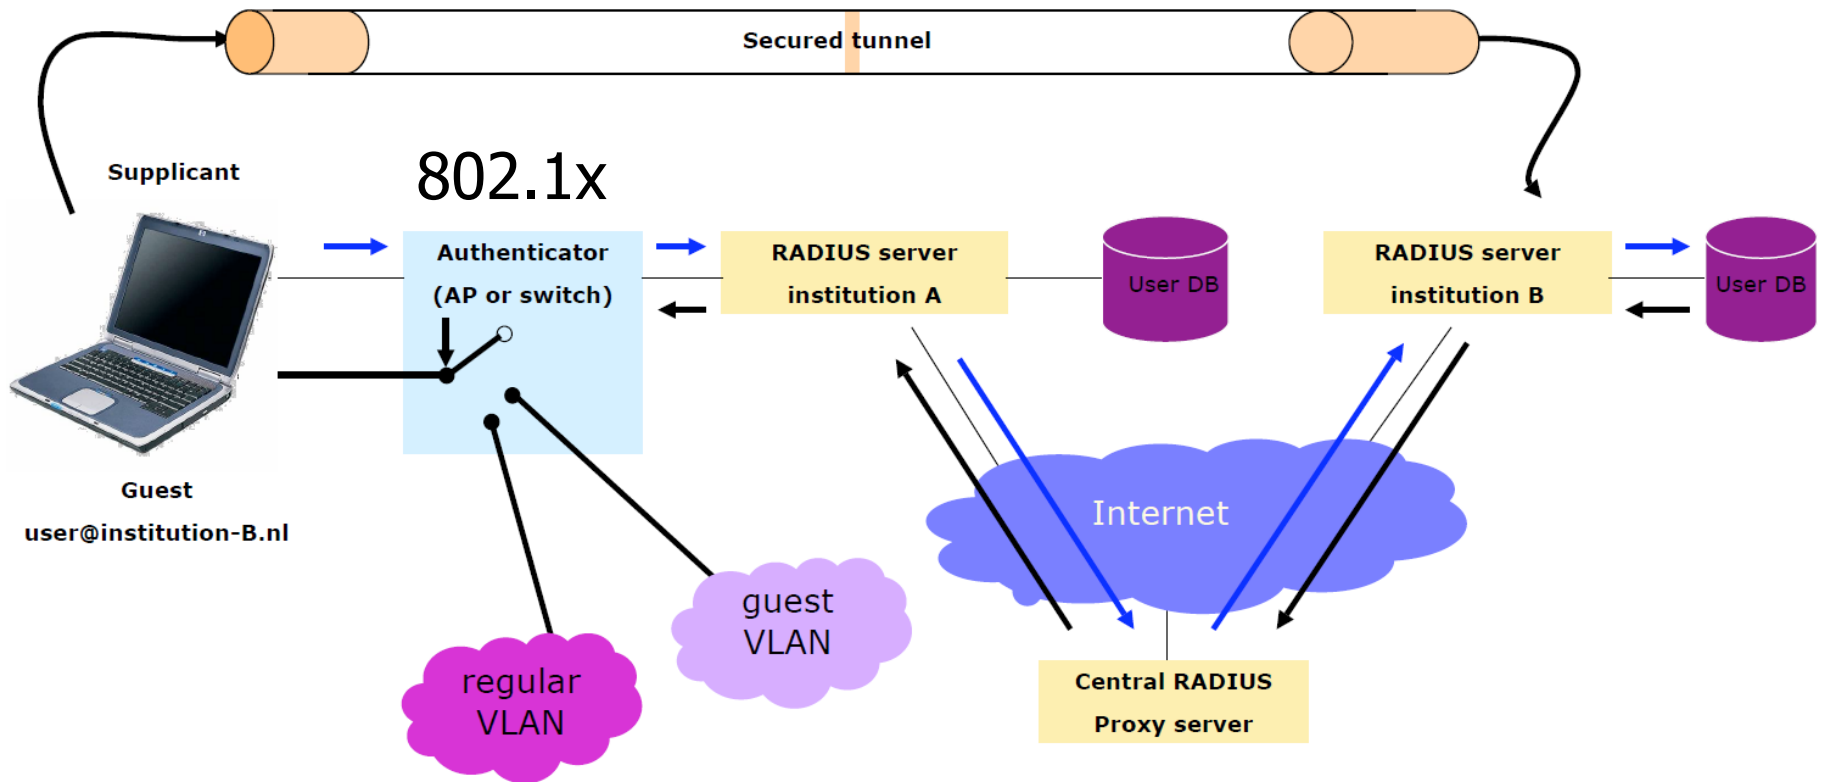 Secured tunnel
Supplicant
802.1x
Authenticator
(AP or switch)
RADIUS server
institution A
User DB
RADIUS server
institution B
User DB
Guest
user@institution-B.nl
Internet
guest
VLAN
regular
VLAN
Central RADIUS
Proxy server